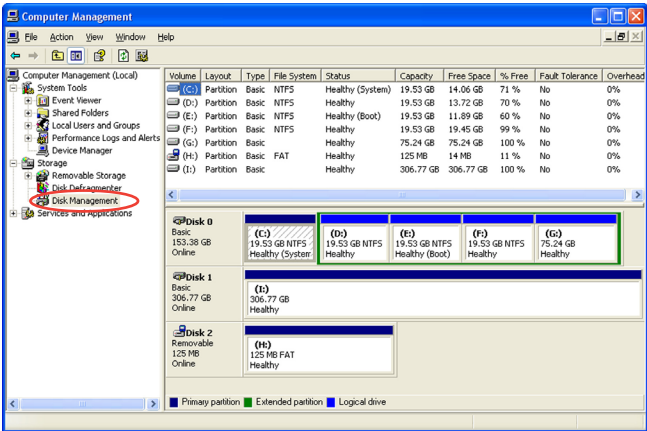 Computer Management
File Action View Window Help
Computer Management (Local)
System Tools
Event Viewer
Shared Folders
Local Users and Groups
Performance Logs and Alerts
Device Manager
Storage
Removable Storage
Disk Defragmenter
Disk Management
Services and Applications
Volume Layout Type File System Status Capacity Free Space % Free Fault Tolerance Overhead
(C:) Partition Basic NTFS Healthy (System) 19.53 GB 14.06 GB 71 % No 0%
(D:) Partition Basic NTFS Healthy 19.53 GB 13.72 GB 70 % No 0%
(E:) Partition Basic NTFS Healthy (Boot) 19.53 GB 11.89 GB 60 % No 0%
(F:) Partition Basic NTFS Healthy 19.53 GB 19.45 GB 99 % No 0%
(G:) Partition Basic Healthy 75.24 GB 75.24 GB 100 % No 0%
(H:) Partition Basic FAT Healthy 125 MB 14 MB 11 % No 0%
(I:) Partition Basic Healthy 306.77 GB 306.77 GB 100 % No 0%
Disk 0
Basic
153.38 GB
Online
(C:)
19.53 GB NTFS
Healthy (System
(D:)
19.53 GB NTFS
Healthy
(E:)
19.53 GB NTFS
Healthy (Boot)
(F:)
19.53 GB NTFS
Healthy
(G:)
75.24 GB
Healthy
Disk 1
Basic
306.77 GB
Online
(I:)
306.77 GB
Healthy
Disk 2
Removable
125 MB
Online
(H:)
125 MB FAT
Healthy
Primary partition Extended partition Logical drive